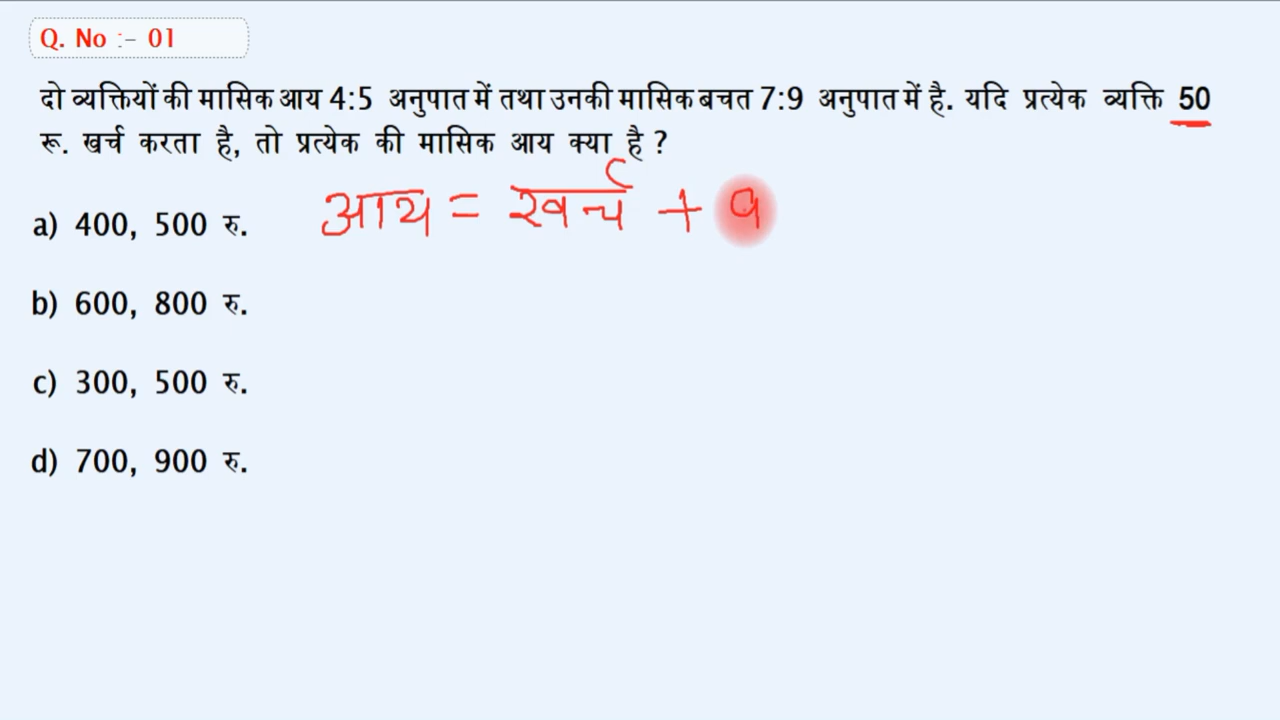 Q. No :- 01
दो व्यक्तियों की मासिक आय 4:5 अनुपात में तथा उनकी मासिक बचत 7:9 अनुपात में है. यदि प्रत्येक व्यक्ति 50
रू. खर्च करता है, तो प्रत्येक की मासिक आय क्या है ?
आय = खर्च +
a) 400, 500 रु.
b) 600, 800 रु.
c) 300, 500 रु.
d) 700, 900 रु.